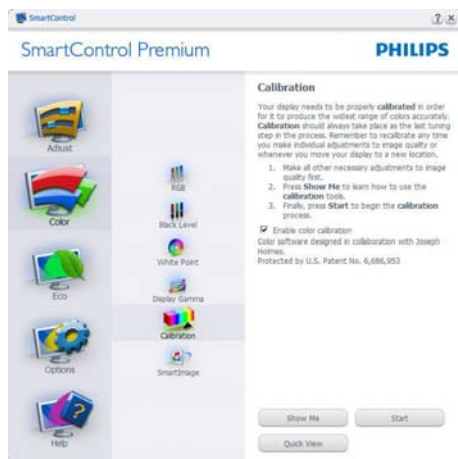 SmartControl
SmartControl Premium
PHILIPS
Adjust
Color
Eco
Options
Help
RGB
Black Level
White Point
Display Gamma
Calibration
SmartImage
Calibration
Your display needs to be properly calibrated in order
for it to produce the widest range of colors accurately.
Calibration should always take place as the last tuning
step in the process. Remember to recalibrate any time
you make individual adjustments to image quality or
whenever you move your display to a new location.
1. Make all other necessary adjustments to image
quality first.
2. Press Show Me to learn how to use the
calibration tools.
3. Finally, press Start to begin the calibration
process.
Enable color calibration
Color software designed in collaboration with Joseph
Holmes.
Protected by U.S. Patent No. 6,686,953
Show Me
Start
Quick View